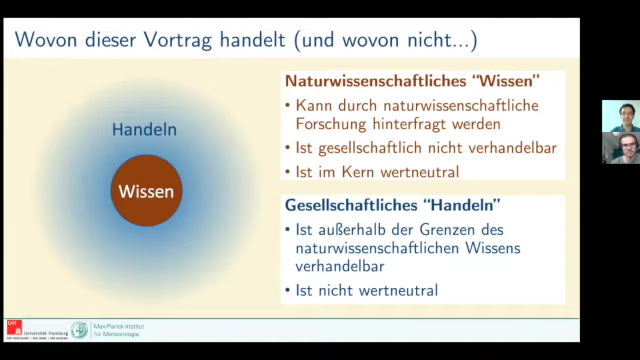 Wovon dieser Vortrag handelt (und wovon nicht...)
Handeln
Wissen
Naturwissenschaftliches "Wissen"
• Kann durch naturwissenschaftliche
Forschung hinterfragt werden
• Ist gesellschaftlich nicht verhandelbar
• Ist im Kern wertneutral
Gesellschaftliches "Handeln"
• Ist außerhalb der Grenzen des
naturwissenschaftlichen Wissens
verhandelbar
• Ist nicht wertneutral
Universität Hamburg
Max-Planck-Institut
für Meteorologie